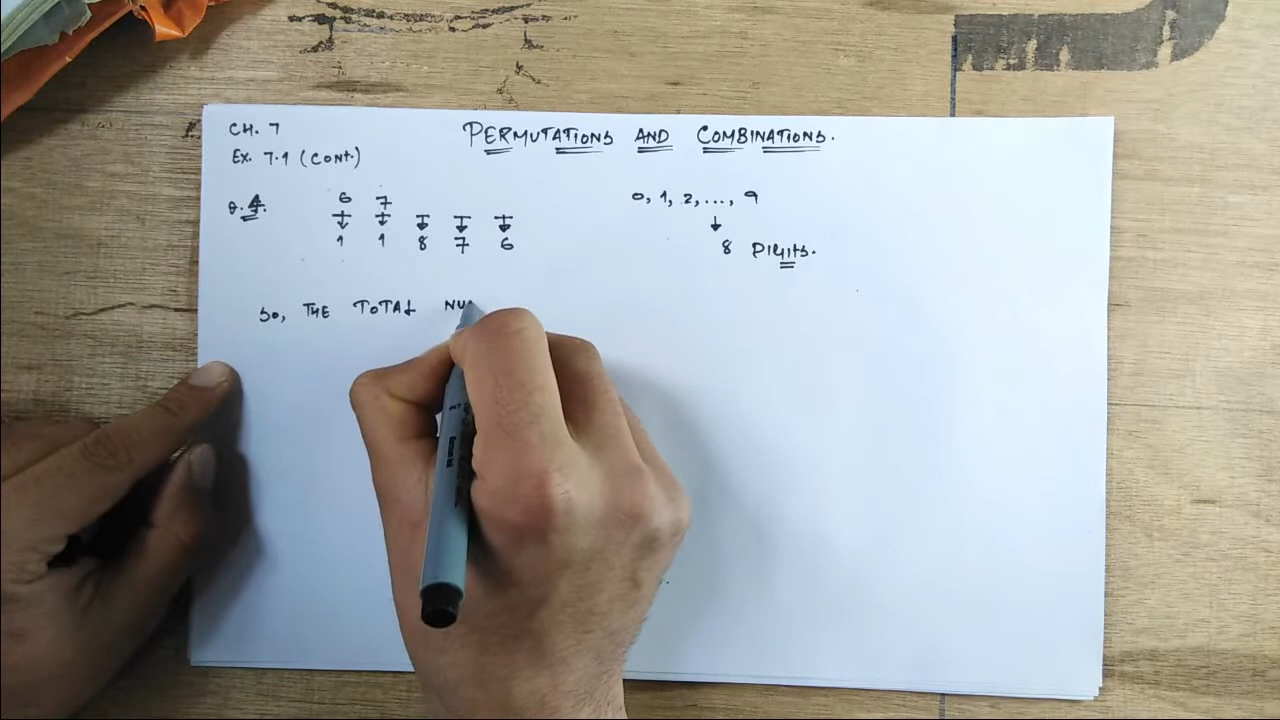 CH. 7
PERMUTATIONS AND COMBINATIONS.
Ex. 7.1 (CONT.)
6 7
0, 1, 2, ..., 9
1 1 8 7 6
8 DIGITS.
SO, THE TOTAL